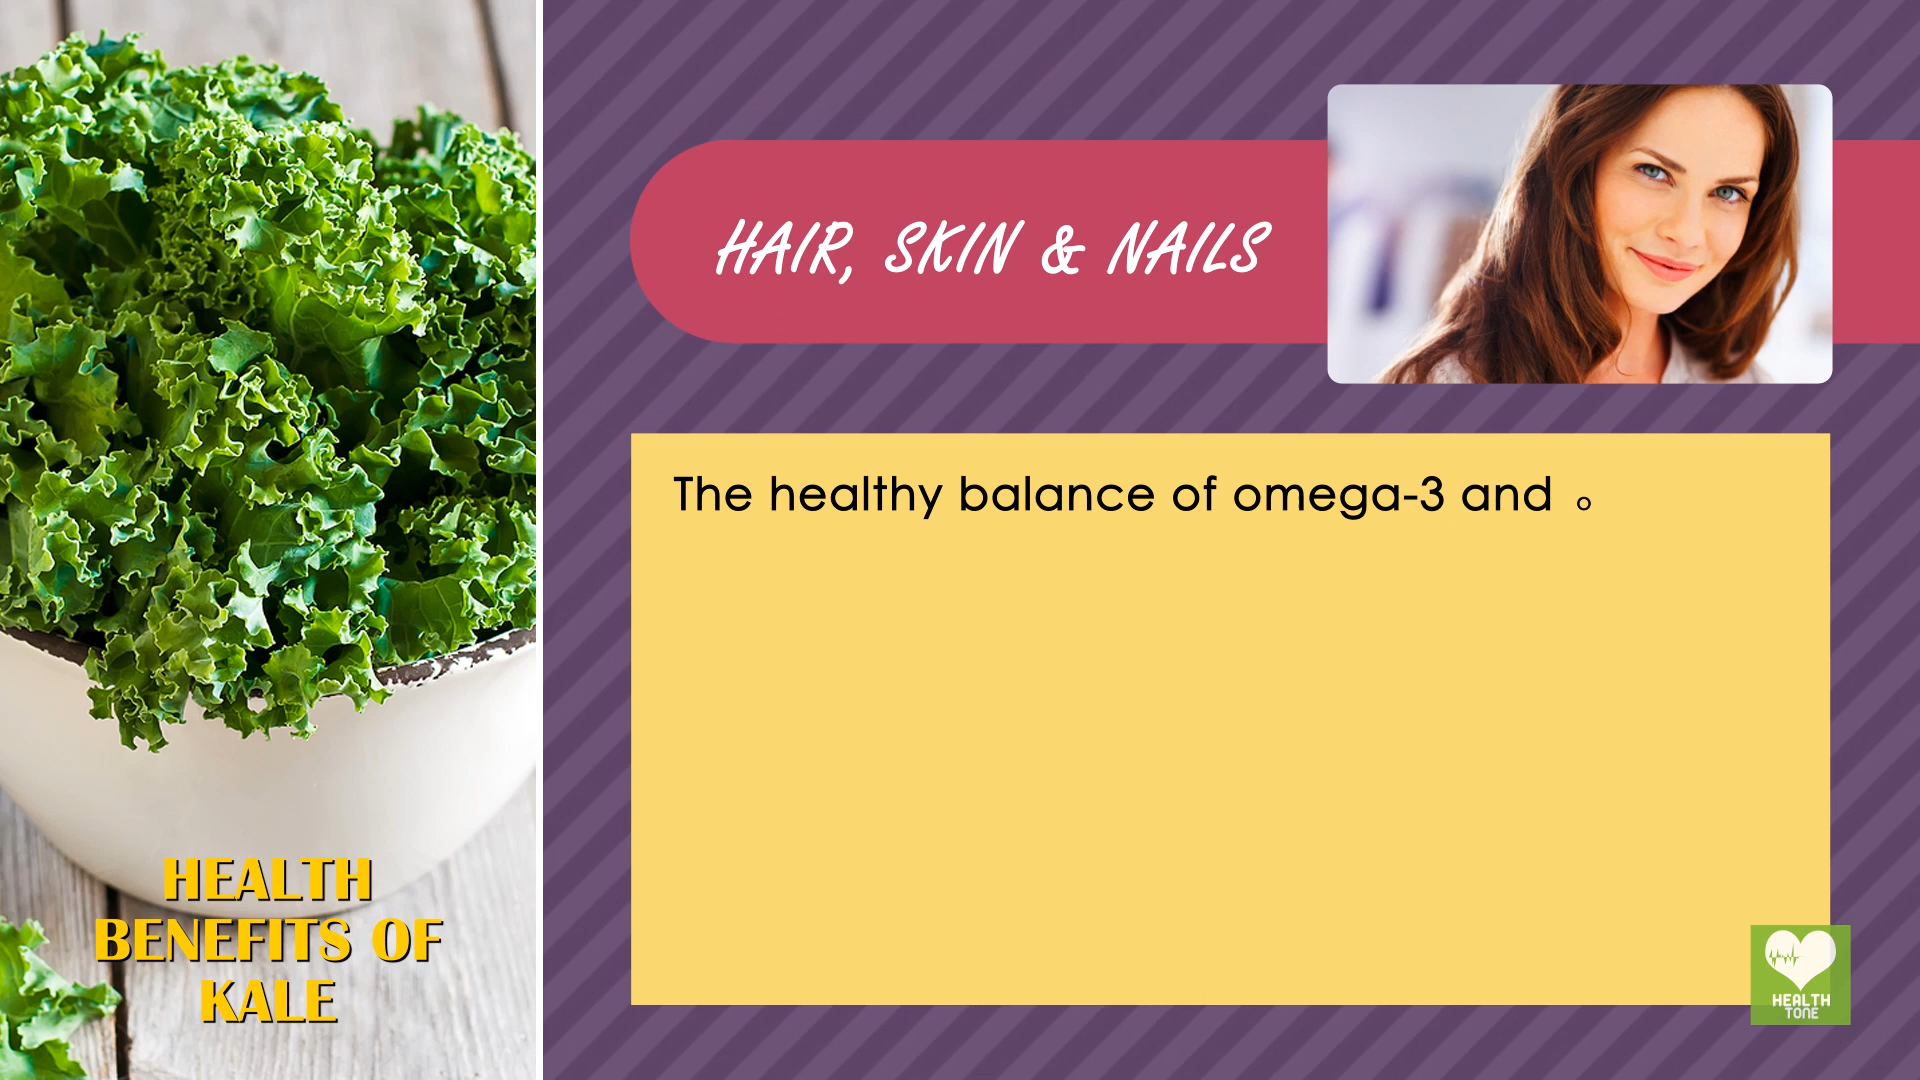 HAIR, SKIN & NAILS
The healthy balance of omega-3 and o
HEALTH
BENEFITS OF
KALE
HEALTH
TONE